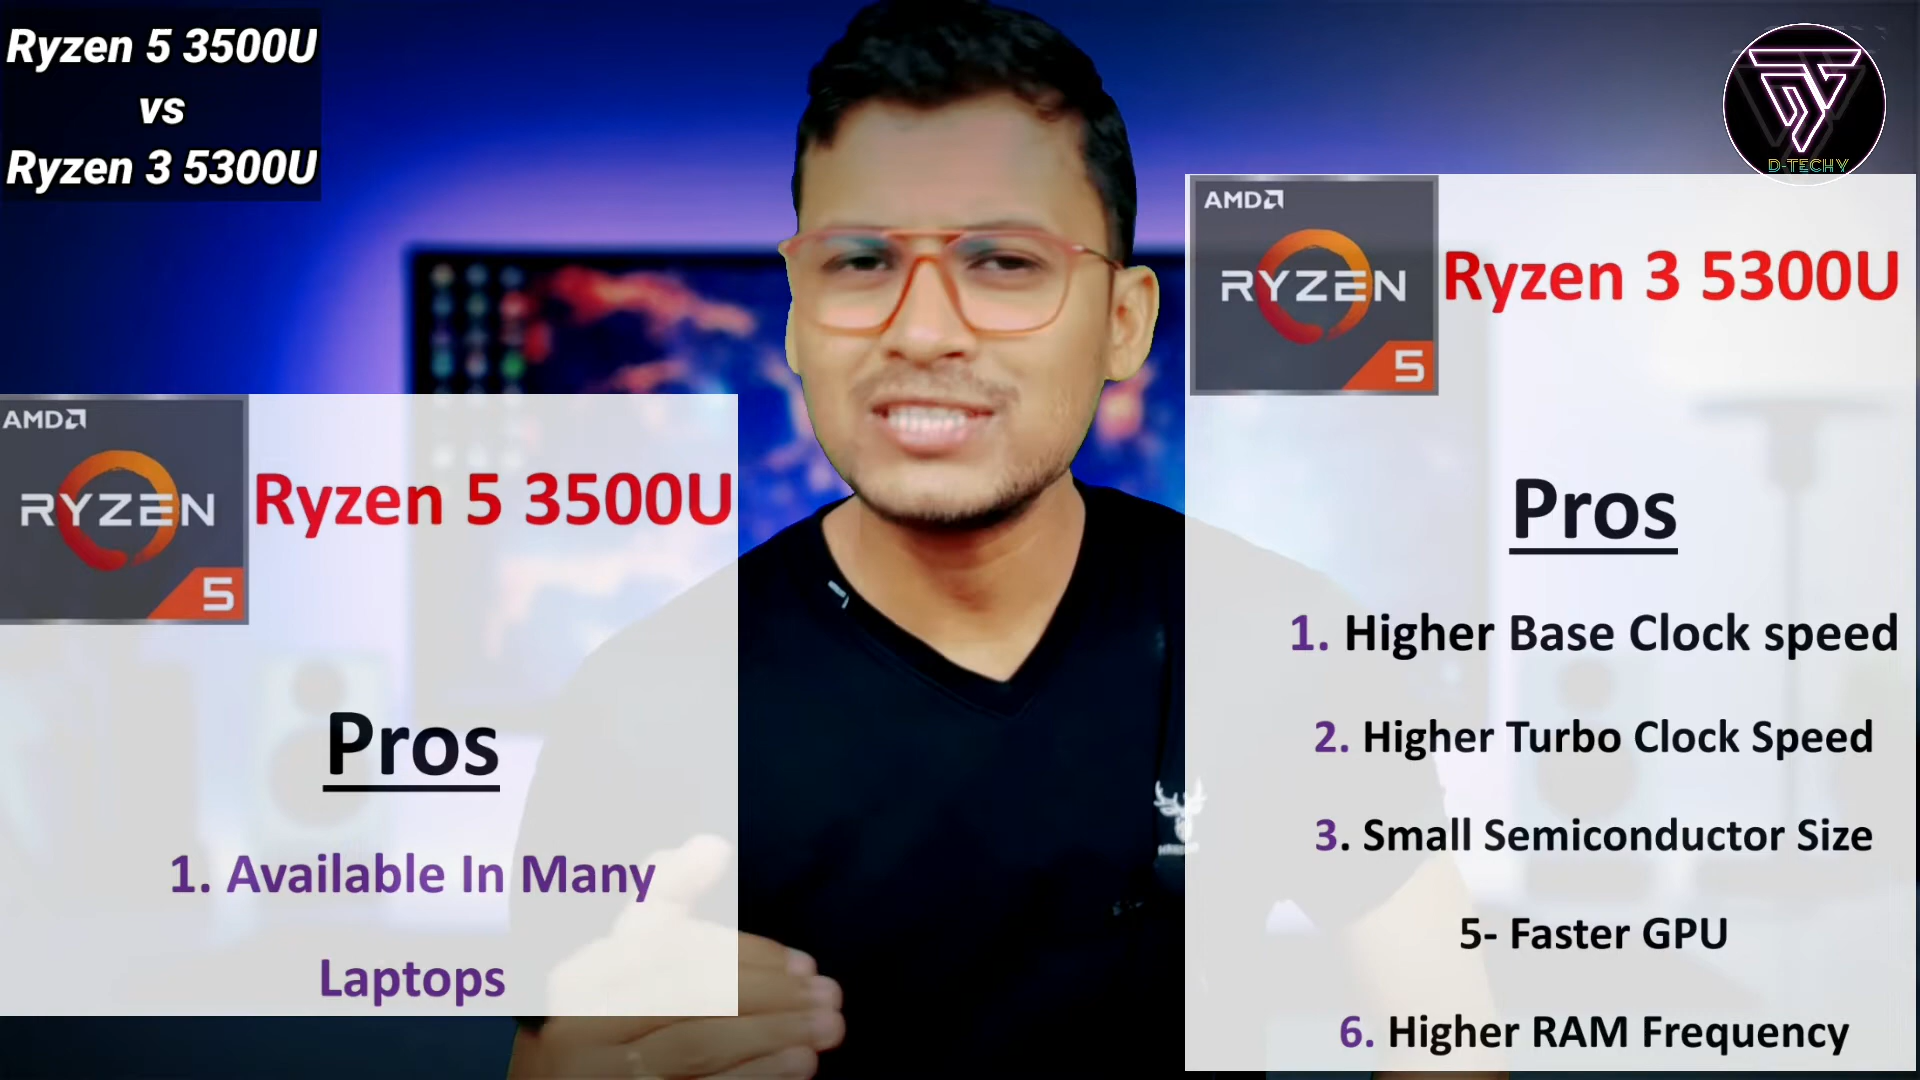 Ryzen 5 3500U
vs
Ryzen 3 5300U
D-TECHY
AMD
RYZEN
5
Ryzen 5 3500U
Pros
1. Available In Many
Laptops
AMD
RYZEN
5
Ryzen 3 5300U
Pros
1. Higher Base Clock speed
2. Higher Turbo Clock Speed
3. Small Semiconductor Size
5- Faster GPU
6. Higher RAM Frequency